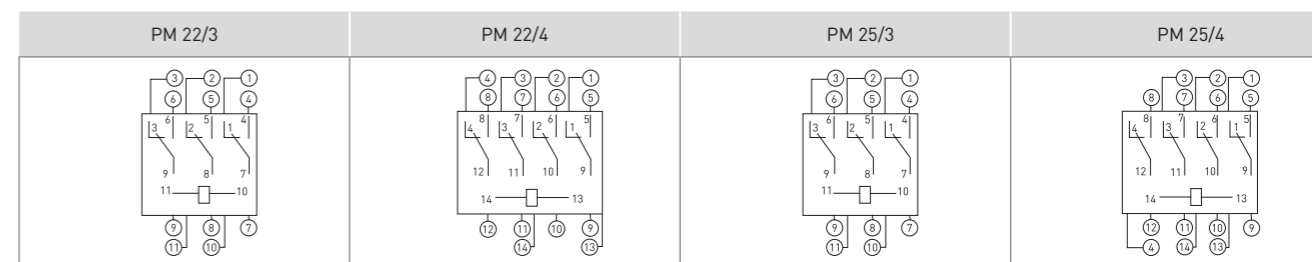 PM 22/3 PM 22/4 PM 25/3 PM 25/4
3 2 1 4 3 2 1 3 2 1 3 2 1
6 5 4 8 7 6 5 6 5 4 8 7 6 5
6 5 4 8 7 6 5 6 5 4 8 7 6 5
3 2 1 4 3 2 1 3 2 1 4 3 2 1
9 8 7 12 11 10 9 9 8 7 12 11 10 9
11 10 14 13 11 10 14 13
9 8 7 12 11 10 9 9 8 7 12 11 10 9
11 10 14 13 11 10 4 14 13